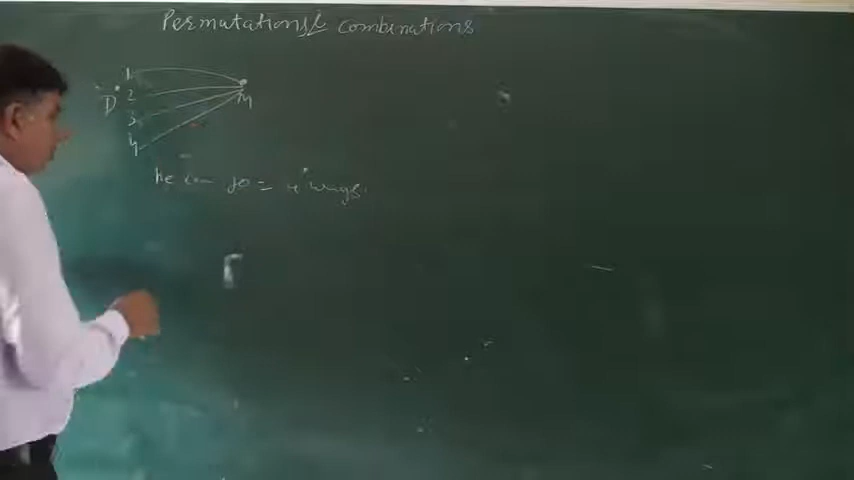 Permutations & combinations
1
D 2
M
3
4
he can go = 4 ways.